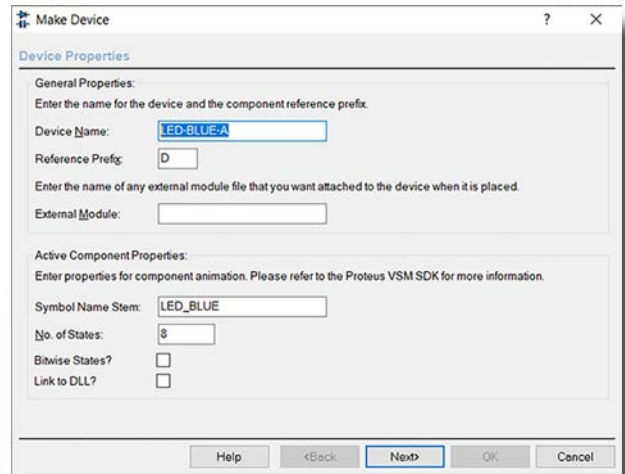 Make Device
?
Device Properties
General Properties:
Enter the name for the device and the component reference prefix.
Device Name: LED-BLUE-A
Reference Prefix: D
Enter the name of any external module file that you want attached to the device when it is placed.
External Module:
Active Component Properties:
Enter properties for component animation. Please refer to the Proteus VSM SDK for more information.
Symbol Name Stem: LED_BLUE
No. of States: 8
Bitwise States?
Link to DLL?
Help <Back Next> OK Cancel